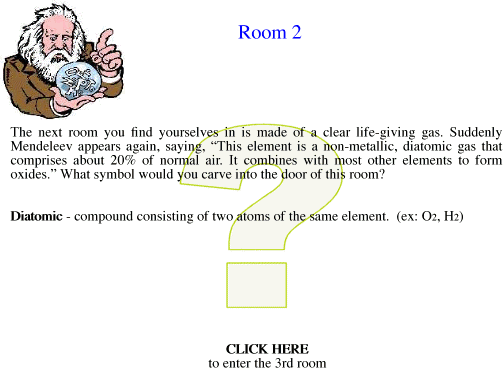 Room 2
The next room you find yourselves in is made of a clear life-giving gas. Suddenly
Mendeleev appears again, saying, “This element is a non-metallic, diatomic gas that
comprises about 20% of normal air. It combines with most other elements to form
oxides.” What symbol would you carve into the door of this room?
Diatomic - compound consisting of two atoms of the same element. (ex: O2, H2)
?
CLICK HERE
to enter the 3rd room